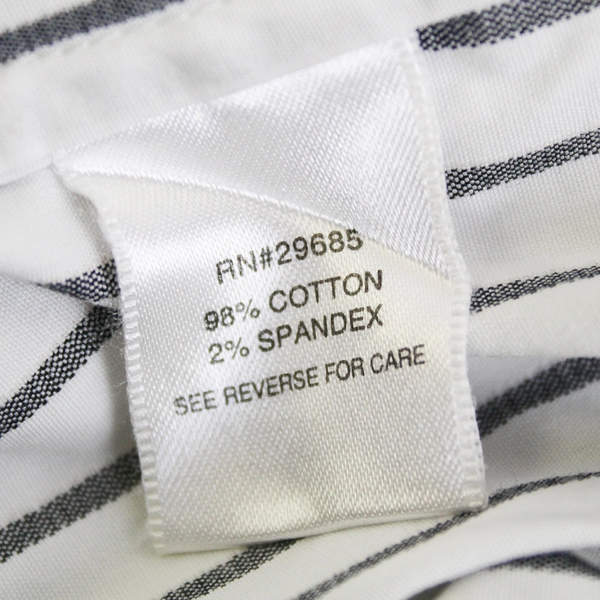 RN#29685
98% COTTON
2% SPANDEX
SEE REVERSE FOR CARE